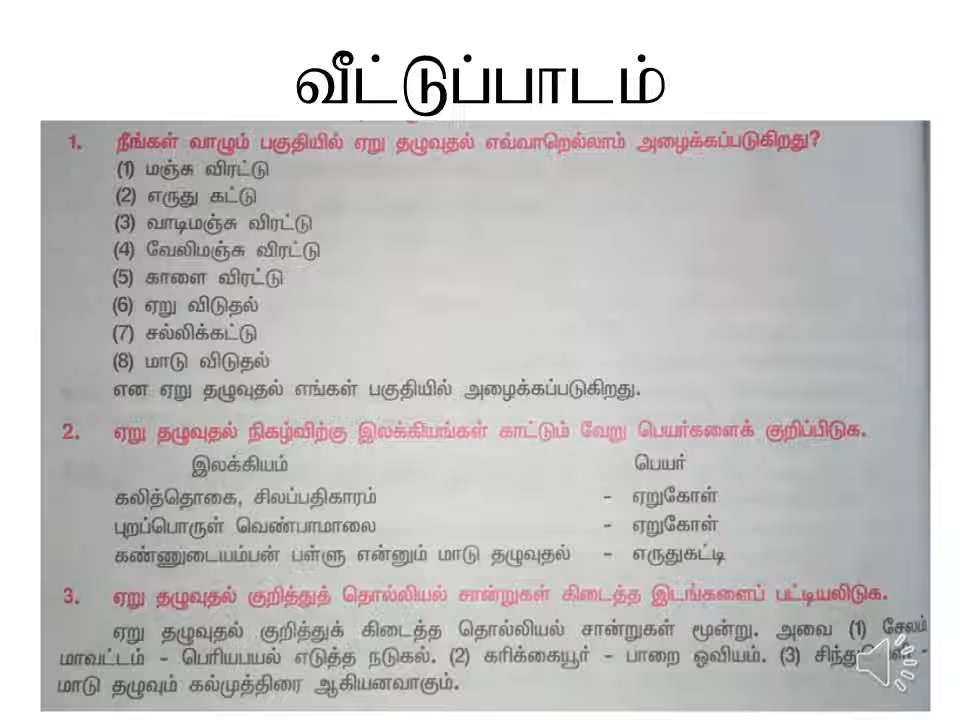 வீட்டுப்பாடம்
1. நீங்கள் வாழும் பகுதியில் ஏறு தழுவுதல் எவ்வாறெல்லாம் அழைக்கப்படுகிறது?
(1) மஞ்சு விரட்டு
(2) எருது கட்டு
(3) வாடிமஞ்சு விரட்டு
(4) வேலிமஞ்சு விரட்டு
(5) காளை விரட்டு
(6) ஏறு விடுதல்
(7) சல்லிக்கட்டு
(8) மாடு விடுதல்
என ஏறு தழுவுதல் எங்கள் பகுதியில் அழைக்கப்படுகிறது.
2. ஏறு தழுவுதல் நிகழ்விற்கு இலக்கியங்கள் காட்டும் வேறு பெயர்களைக் குறிப்பிடுக.
இலக்கியம் பெயர்
கலித்தொகை, சிலப்பதிகாரம் - ஏறுகோள்
புறப்பொருள் வெண்பாமாலை - ஏறுகோள்
கண்ணுடையம்பன் பள்ளு என்னும் மாடு தழுவுதல் - எருதுகட்டி
3. ஏறு தழுவுதல் குறித்துத் தொல்லியல் சான்றுகள் கிடைத்த இடங்களைப் பட்டியலிடுக.
ஏறு தழுவுதல் குறித்துக் கிடைத்த தொல்லியல் சான்றுகள் மூன்று. அவை (1) சேலம்
மாவட்டம் - பெரியபயல் எடுத்த நடுகல். (2) கரிக்கையூர் - பாறை ஓவியம். (3) -
மாடு தழுவும் கல்முத்திரை ஆகியனவாகும்.